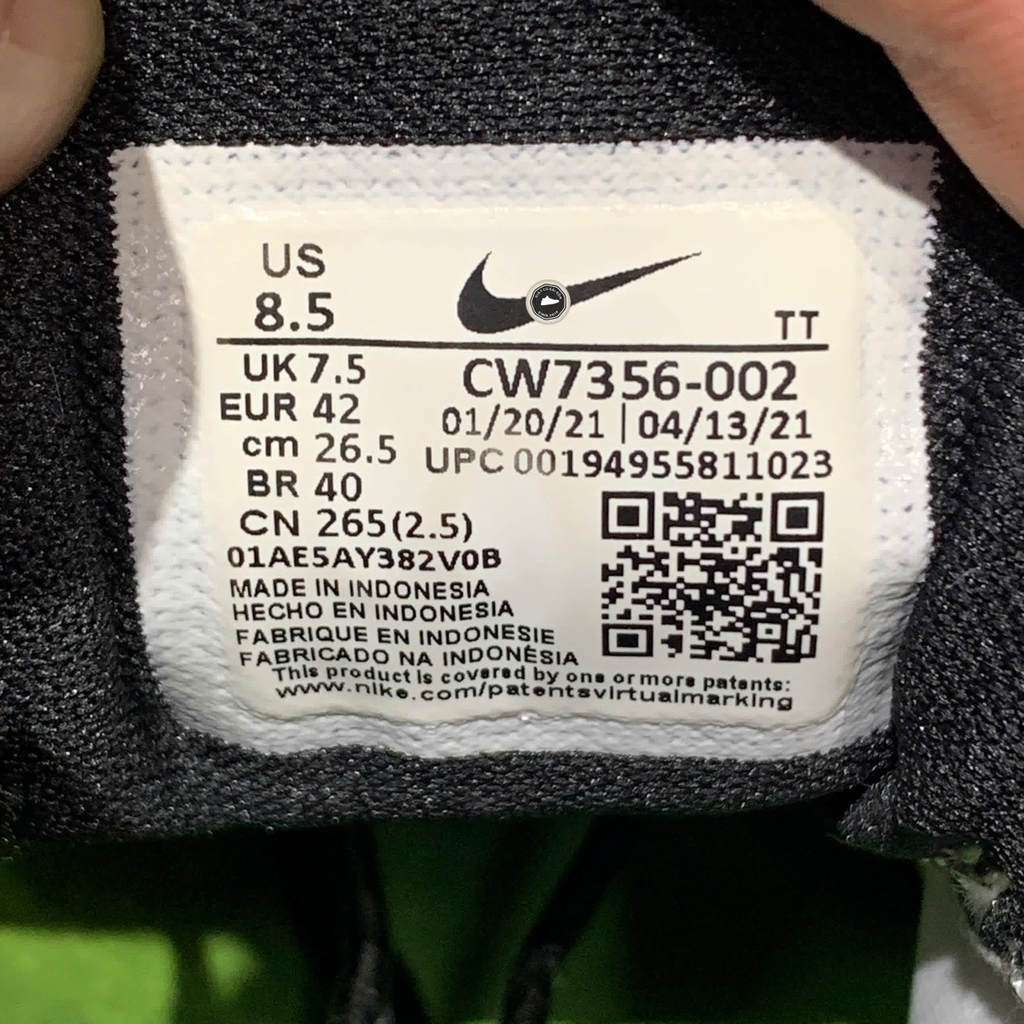 US
8.5
TT
UK 7.5
CW7356-002
EUR 42
01/20/21 | 04/13/21
cm 26.5
UPC 00194955811023
BR 40
CN 265(2.5)
01AE5AY382V0B
MADE IN INDONESIA
HECHO EN INDONESIA
FABRIQUE EN INDONESIE
FABRICADO NA INDONÈSIA
This product is covered by one or more patents:
www.nike.com/patentsvirtualmarking